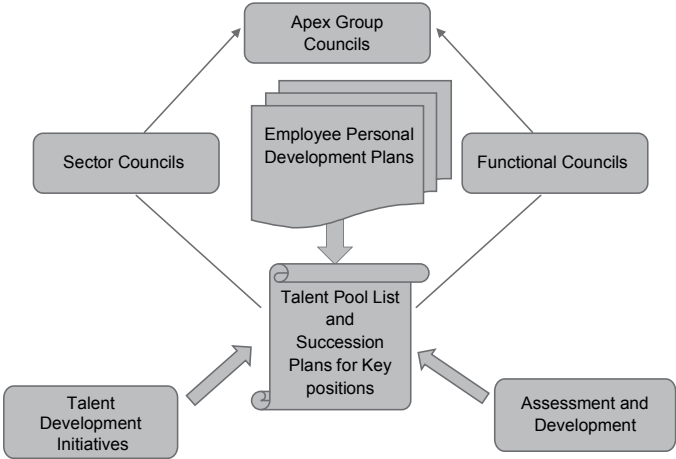 Apex Group
Councils
Employee Personal
Development Plans
Sector Councils
Functional Councils
Talent Pool List
and
Succession
Plans for Key
positions
Talent
Development
Initiatives
Assessment and
Development